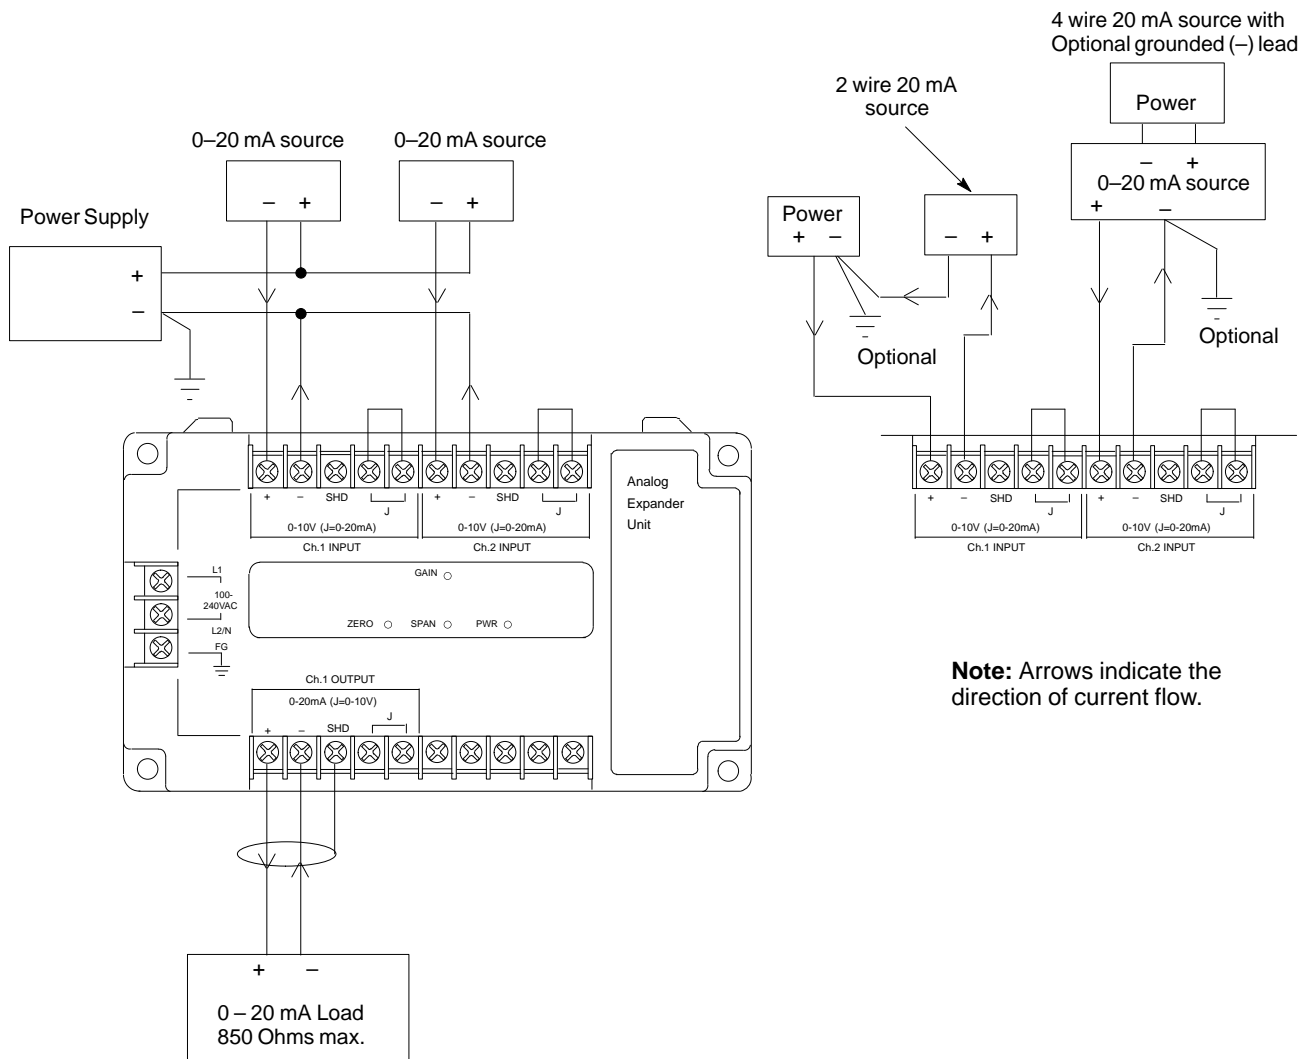 4 wire 20 mA source with
Optional grounded (–) lead
2 wire 20 mA
source
Power
– +
0–20 mA source
+ –
0–20 mA source
– +
0–20 mA source
– +
Power Supply
+
–
Power
+ –
– +
Optional
Optional
+ – SHD J + – SHD J
0-10V (J=0-20mA) 0-10V (J=0-20mA)
Ch.1 INPUT Ch.2 INPUT
Analog
Expander
Unit
L1
100-
240VAC
L2/N
FG
GAIN
ZERO SPAN PWR
Ch.1 OUTPUT
0-20mA (J=0-10V)
+ – SHD J
+ – SHD J + – SHD J
0-10V (J=0-20mA) 0-10V (J=0-20mA)
Ch.1 INPUT Ch.2 INPUT
Note: Arrows indicate the
direction of current flow.
+ –
0 – 20 mA Load
850 Ohms max.